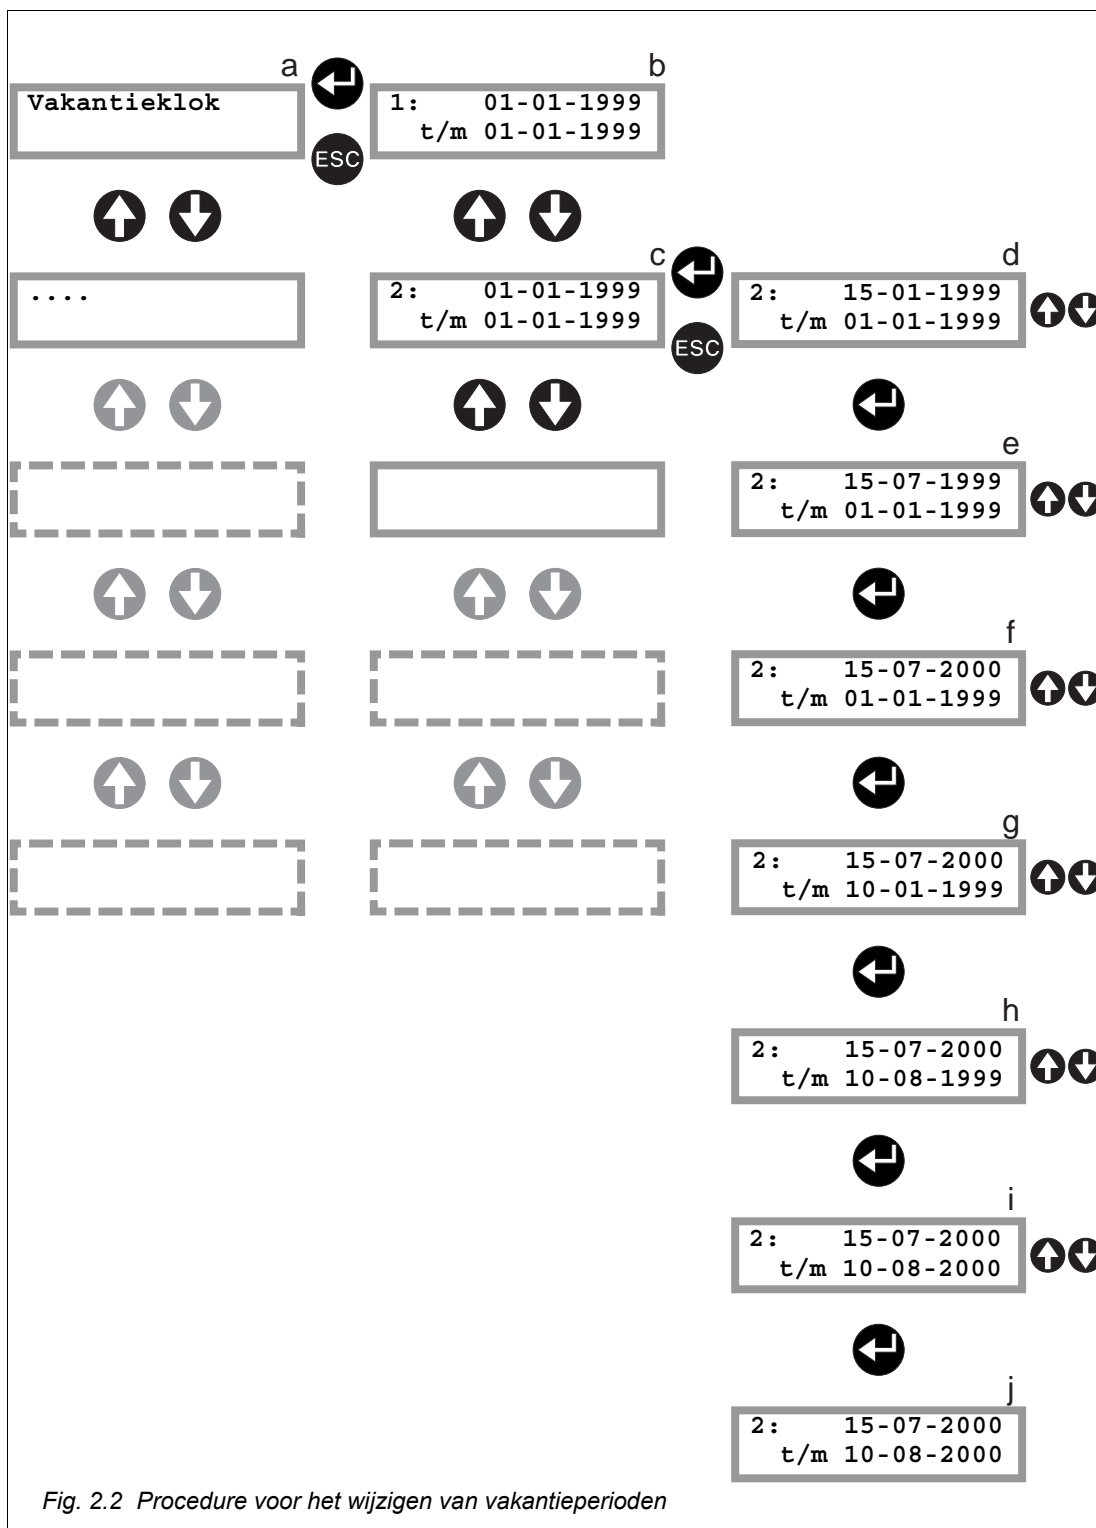 a
b
Vakantieklok
1: 01-01-1999
t/m 01-01-1999
ESC
c
d
....
2: 01-01-1999
t/m 01-01-1999
ESC
2: 15-01-1999
t/m 01-01-1999
e
2: 15-07-1999
t/m 01-01-1999
f
2: 15-07-2000
t/m 01-01-1999
g
2: 15-07-2000
t/m 10-01-1999
h
2: 15-07-2000
t/m 10-08-1999
i
2: 15-07-2000
t/m 10-08-2000
j
2: 15-07-2000
t/m 10-08-2000
Fig. 2.2 Procedure voor het wijzigen van vakantieperioden